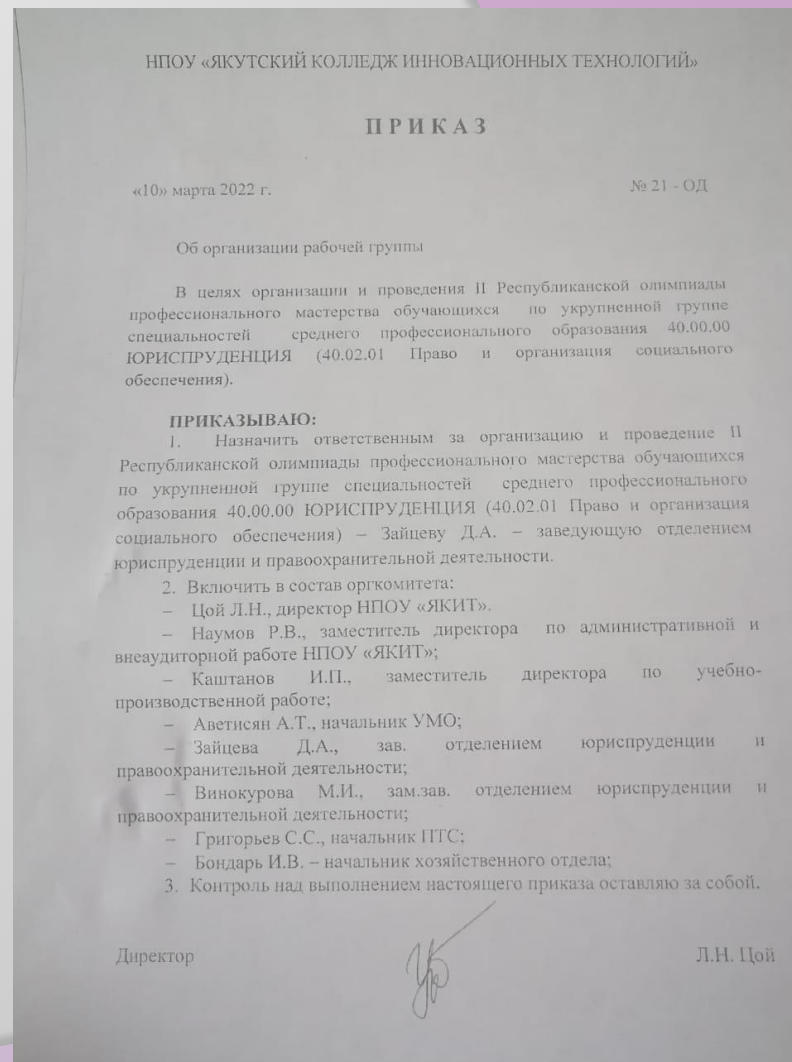 НПОУ «ЯКУТСКИЙ КОЛЛЕДЖ ИННОВАЦИОННЫХ ТЕХНОЛОГИЙ»
П Р И К А З
«10» марта 2022 г. № 21 - ОД
Об организации рабочей группы
В целях организации и проведения II Республиканской олимпиады
профессионального мастерства обучающихся по укрупненной группе
специальностей среднего профессионального образования 40.00.00
ЮРИСПРУДЕНЦИЯ (40.02.01 Право и организация социального
обеспечения).
ПРИКАЗЫВАЮ:
1. Назначить ответственным за организацию и проведение II
Республиканской олимпиады профессионального мастерства обучающихся
по укрупненной группе специальностей среднего профессионального
образования 40.00.00 ЮРИСПРУДЕНЦИЯ (40.02.01 Право и организация
социального обеспечения) – Зайцеву Д.А. – заведующую отделением
юриспруденции и правоохранительной деятельности.
2. Включить в состав оргкомитета:
– Цой Л.Н., директор НПОУ «ЯКИТ».
– Наумов Р.В., заместитель директора по административной и
внеаудиторной работе НПОУ «ЯКИТ»;
– Каштанов И.П., заместитель директора по учебно-
производственной работе;
– Аветисян А.Т., начальник УМО;
– Зайцева Д.А., зав. отделением юриспруденции и
правоохранительной деятельности;
– Винокурова М.И., зам.зав. отделением юриспруденции и
правоохранительной деятельности;
– Григорьев С.С., начальник ПТС;
– Бондарь И.В. – начальник хозяйственного отдела;
3. Контроль над выполнением настоящего приказа оставляю за собой.
Директор Л.Н. Цой